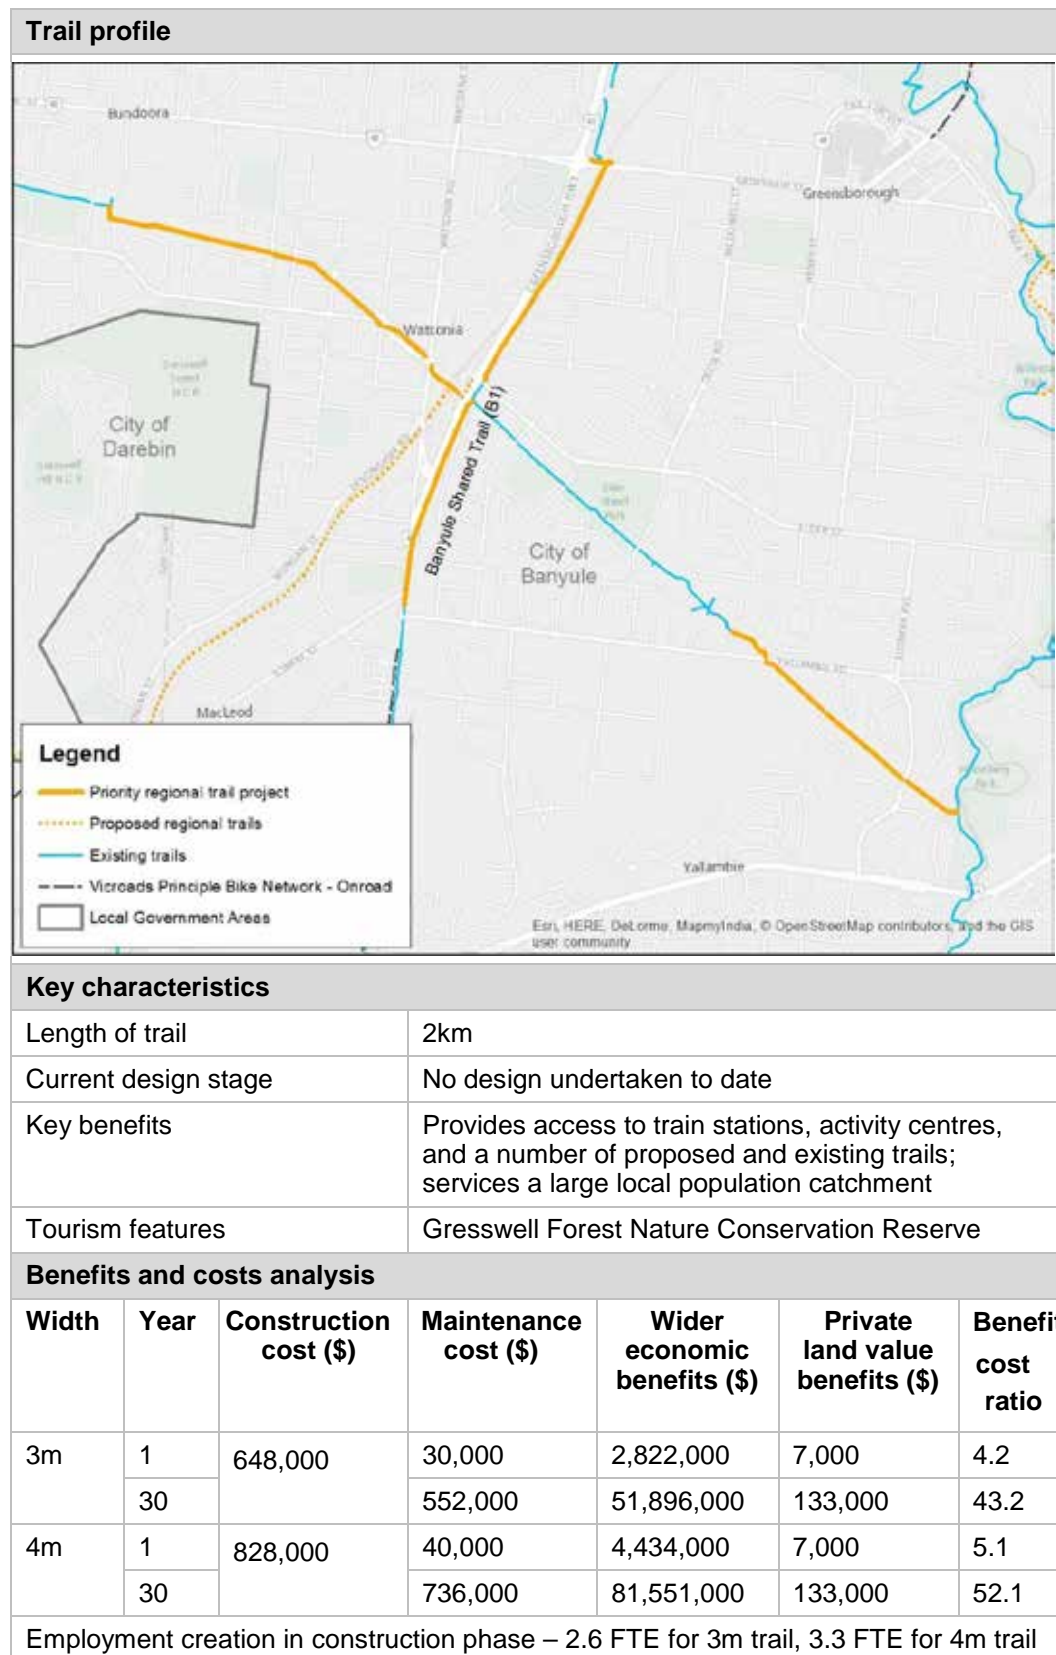 Trail profile
Bundoora
Greensborough
Watsonia
City of
Darebin
Banyule Shared Trail (B1)
City of
Banyule
MacLeod
Yallambie
Legend
Priority regional trail project
Proposed regional trails
Existing trails
Vicroads Principle Bike Network - Onroad
Local Government Areas
Esri, HERE, DeLorme, MapmyIndia, © OpenStreetMap contributors, and the GIS
user community
Key characteristics
Length of trail 2km
Current design stage No design undertaken to date
Key benefits Provides access to train stations, activity centres,
and a number of proposed and existing trails;
services a large local population catchment
Tourism features Gresswell Forest Nature Conservation Reserve
Benefits and costs analysis
Width Year Construction cost ($) Maintenance cost ($) Wider economic benefits ($) Private land value benefits ($) Benefit cost ratio
3m 1 648,000 30,000 2,822,000 7,000 4.2
30 552,000 51,896,000 133,000 43.2
4m 1 828,000 40,000 4,434,000 7,000 5.1
30 736,000 81,551,000 133,000 52.1
Employment creation in construction phase – 2.6 FTE for 3m trail, 3.3 FTE for 4m trail